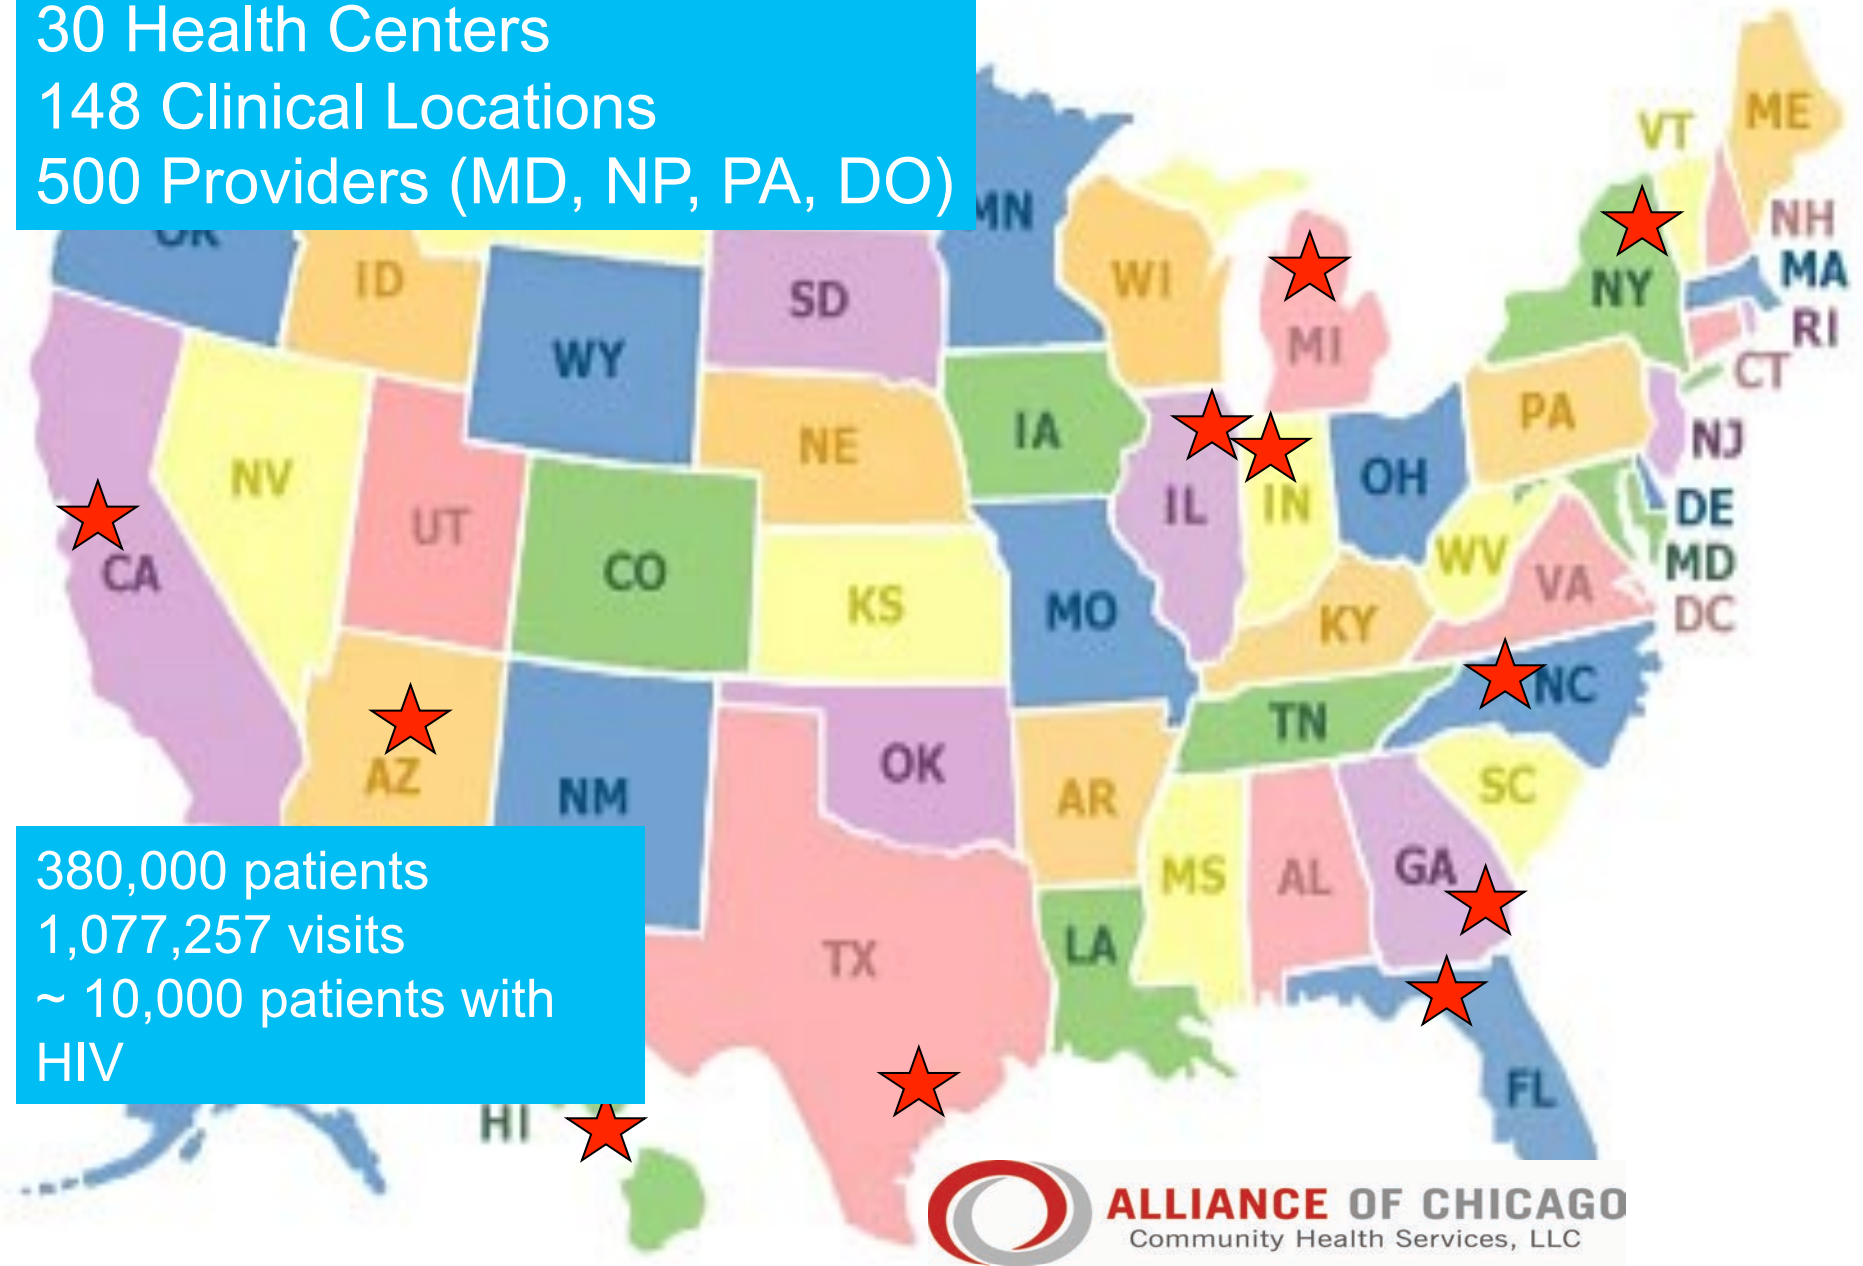 30 Health Centers
148 Clinical Locations
500 Providers (MD, NP, PA, DO)
ME
VT
MN
NH
OR
ID
WI
MA
SD
NY
RI
MI
WY
CT
PA
IA
NE
NJ
NV
OH
IL
IN
DE
UT
WV
MD
CA
CO
VA
KS
MO
KY
DC
NC
TN
OK
AZ
SC
NM
AR
GA
MS
AL
380,000 patients
1,077,257 visits
~ 10,000 patients with
HIV
LA
TX
FL
HI
ALLIANCE OF CHICAGO
Community Health Services, LLC